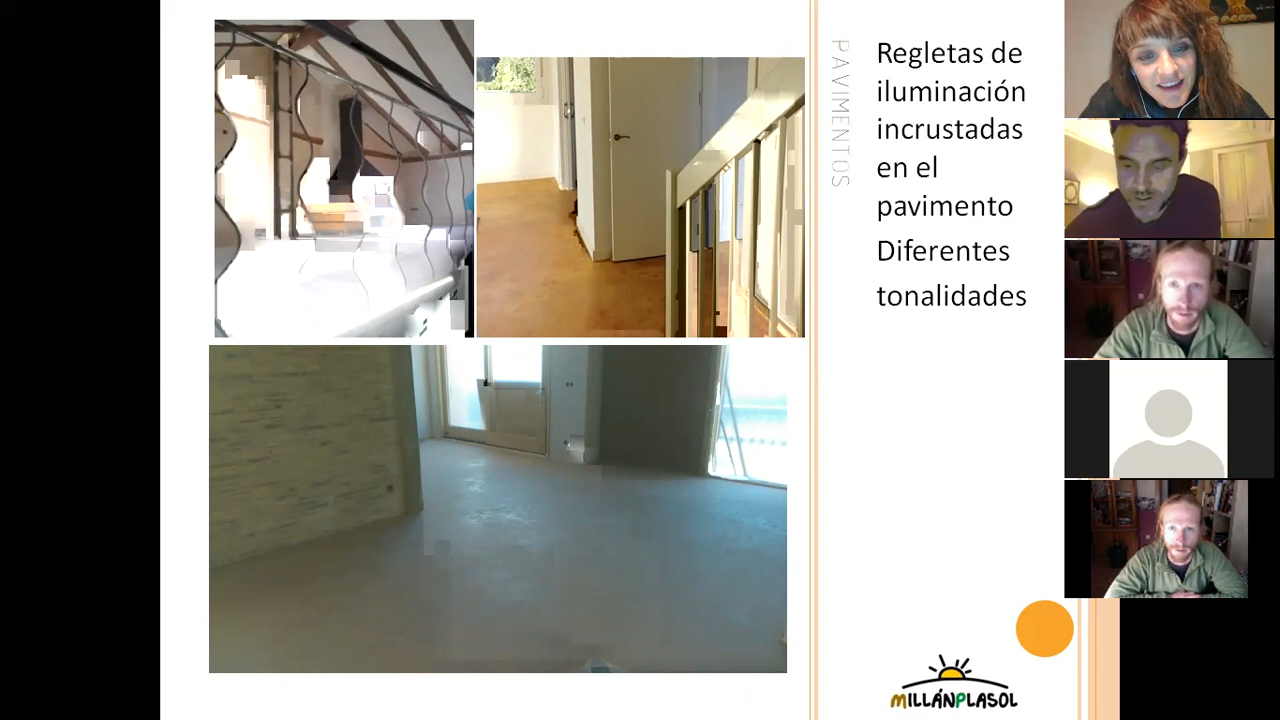 PAVIMENTOS
Regletas de
iluminación
incrustadas
en el
pavimento
Diferentes
tonalidades
MILLÁNPLASOL